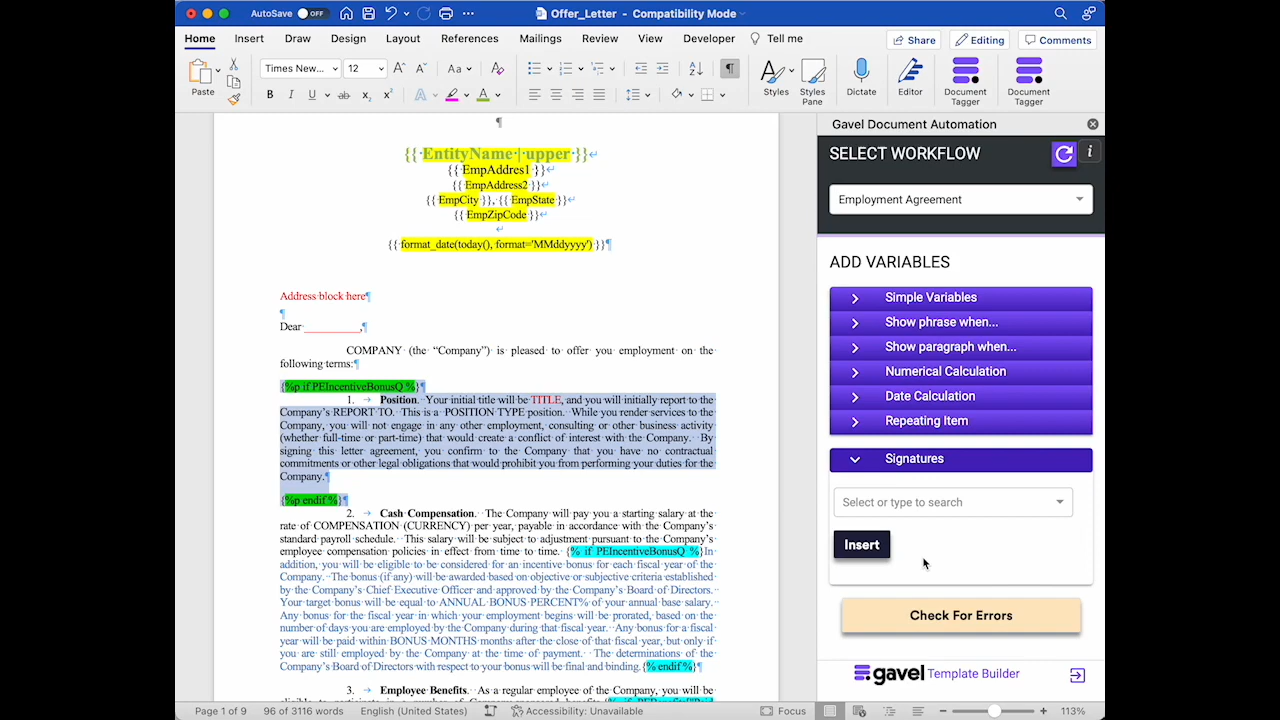 AutoSave OFF Offer_Letter - Compatibility Mode
Home Insert Draw Design Layout References Mailings Review View Developer Tell me Share Editing Comments
Paste Times New... 12 Aa Styles Styles Pane Dictate Editor Document Tagger Document Tagger
¶
{{ EntityName | upper }}
{{ EmpAddres1 }}
{{ EmpAddress2 }}
{{ EmpCity }}, {{ EmpState }}
{{ EmpZipCode }}
{{ format_date(today(), format='MMddyyyy') }}¶
Address block here¶
¶
Dear __________,¶
COMPANY (the “Company”) is pleased to offer you employment on the
following terms:¶
{%p if PEIncentiveBonusQ %}¶
1. → Position. Your initial title will be TITLE, and you will initially report to the
Company’s REPORT TO. This is a POSITION TYPE position. While you render services to the
Company, you will not engage in any other employment, consulting or other business activity
(whether full-time or part-time) that would create a conflict of interest with the Company. By
signing this letter agreement, you confirm to the Company that you have no contractual
commitments or other legal obligations that would prohibit you from performing your duties for the
Company.¶
{%p endif %}¶
2. → Cash Compensation. The Company will pay you a starting salary at the
rate of COMPENSATION (CURRENCY) per year, payable in accordance with the Company’s
standard payroll schedule. This salary will be subject to adjustment pursuant to the Company’s
employee compensation policies in effect from time to time. {% if PEIncentiveBonusQ %}In
addition, you will be eligible to be considered for an incentive bonus for each fiscal year of the
Company. The bonus (if any) will be awarded based on objective or subjective criteria established
by the Company’s Chief Executive Officer and approved by the Company’s Board of Directors.
Your target bonus will be equal to ANNUAL BONUS PERCENT% of your annual base salary.
Any bonus for the fiscal year in which your employment begins will be prorated, based on the
number of days you are employed by the Company during that fiscal year. Any bonus for a fiscal
year will be paid within BONUS MONTHS months after the close of that fiscal year, but only if
you are still employed by the Company at the time of payment. The determinations of the
Company’s Board of Directors with respect to your bonus will be final and binding.{% endif %}¶
3. → Employee Benefits. As a regular employee of the Company, you will be
Gavel Document Automation
SELECT WORKFLOW
Employment Agreement
ADD VARIABLES
Simple Variables
Show phrase when...
Show paragraph when...
Numerical Calculation
Date Calculation
Repeating Item
Signatures
Select or type to search
Insert
Check For Errors
gavel Template Builder
Page 1 of 9 96 of 3116 words English (United States) Accessibility: Unavailable Focus 113%